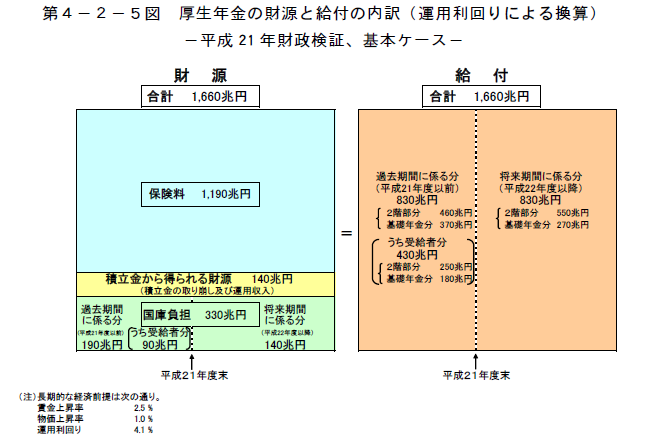 第４－２－５図　厚生年金の財源と給付の内訳（運用利回りによる換算）
－平成 21 年財政検証、基本ケース－
財　源
合計　1,660兆円
保険料　1,190兆円
積立金から得られる財源　140兆円
（積立金の取り崩し及び運用収入）
国庫負担　330兆円
過去期間
に係る分
(平成21年度以前)
190兆円
うち受給者分
90兆円
将来期間
に係る分
(平成22年度以降)
140兆円
平成２１年度末
＝
給　付
合計　1,660兆円
過去期間に係る分
（平成21年度以前）
830兆円
２階部分　460兆円
基礎年金分　370兆円
うち受給者分
430兆円
２階部分　250兆円
基礎年金分　180兆円
将来期間に係る分
（平成22年度以降）
830兆円
２階部分　550兆円
基礎年金分　270兆円
平成２１年度末
（注）長期的な経済前提は次の通り。
賃金上昇率　2.5 %
物価上昇率　1.0 %
運用利回り　4.1 %